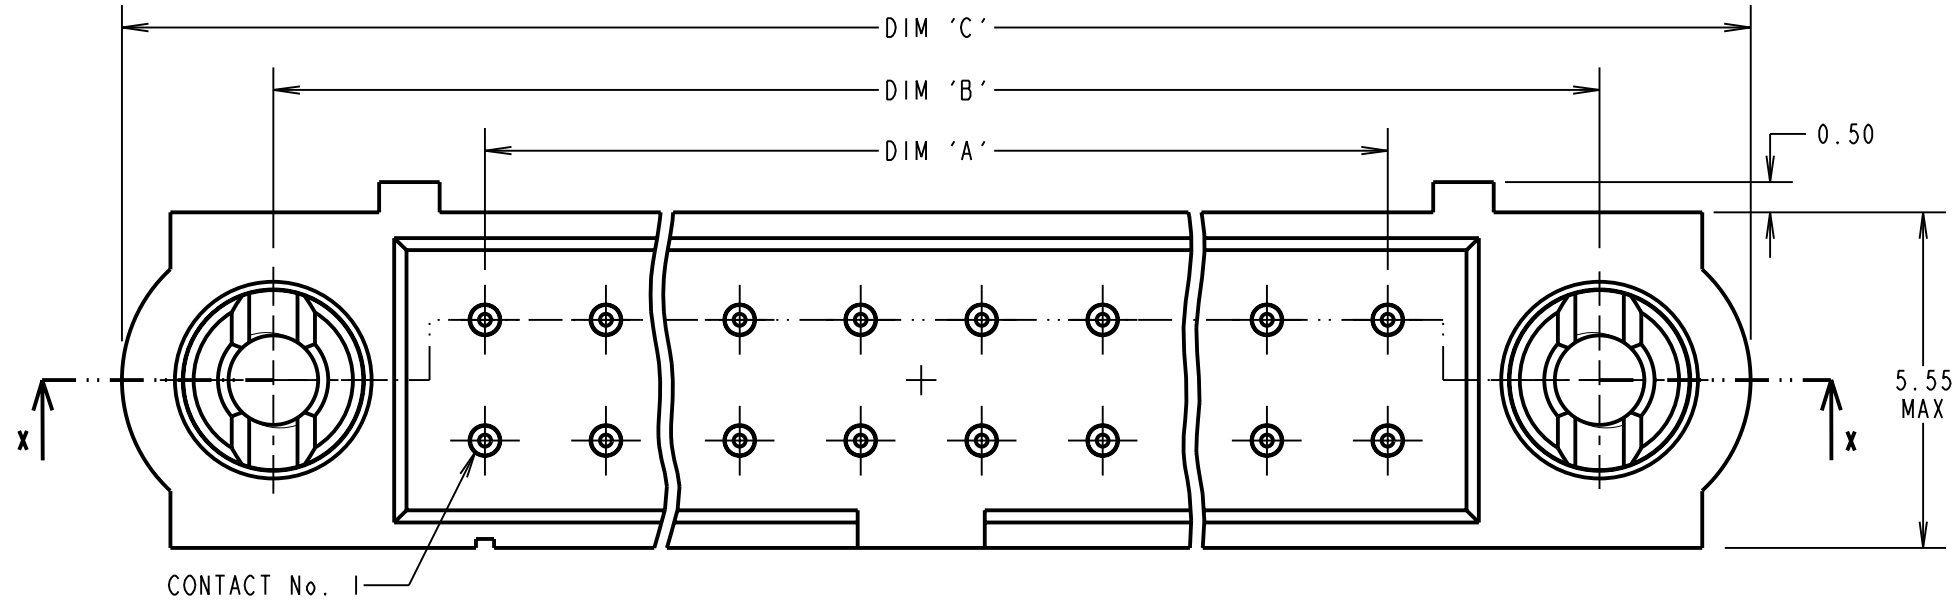 DIM 'C'
DIM 'B'
DIM 'A'
0.50
5.55
MAX
X
X
CONTACT No. 1